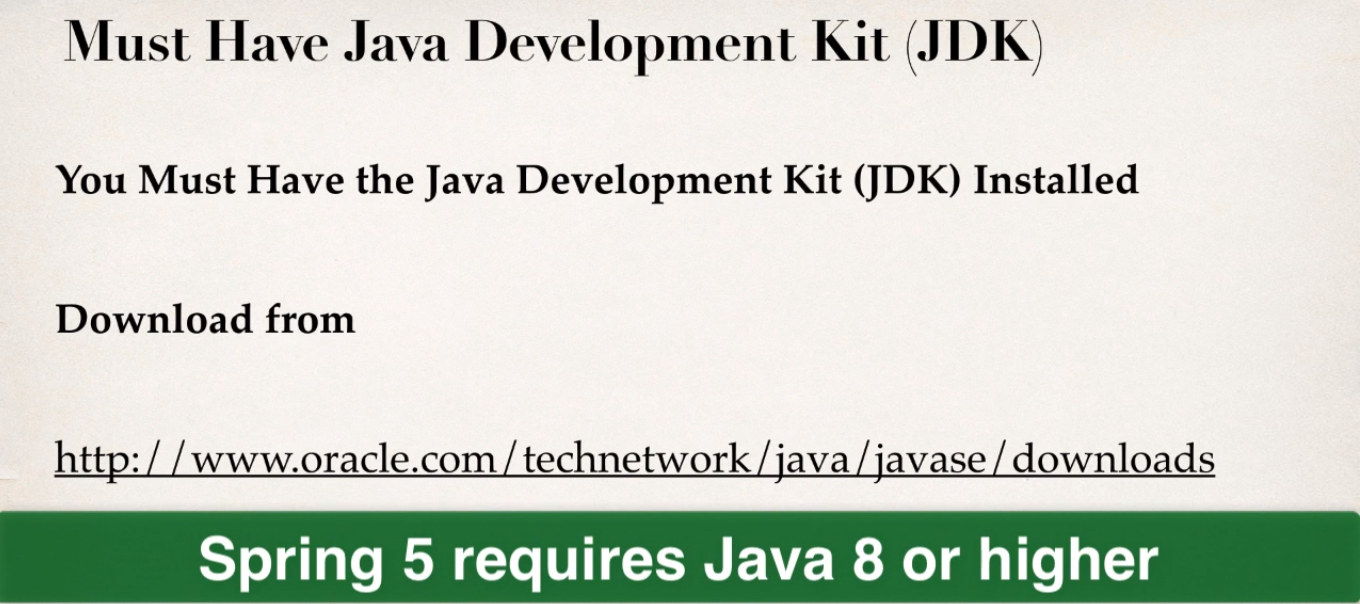 Must Have Java Development Kit (JDK)
You Must Have the Java Development Kit (JDK) Installed
Download from
http://www.oracle.com/technetwork/java/javase/downloads
Spring 5 requires Java 8 or higher